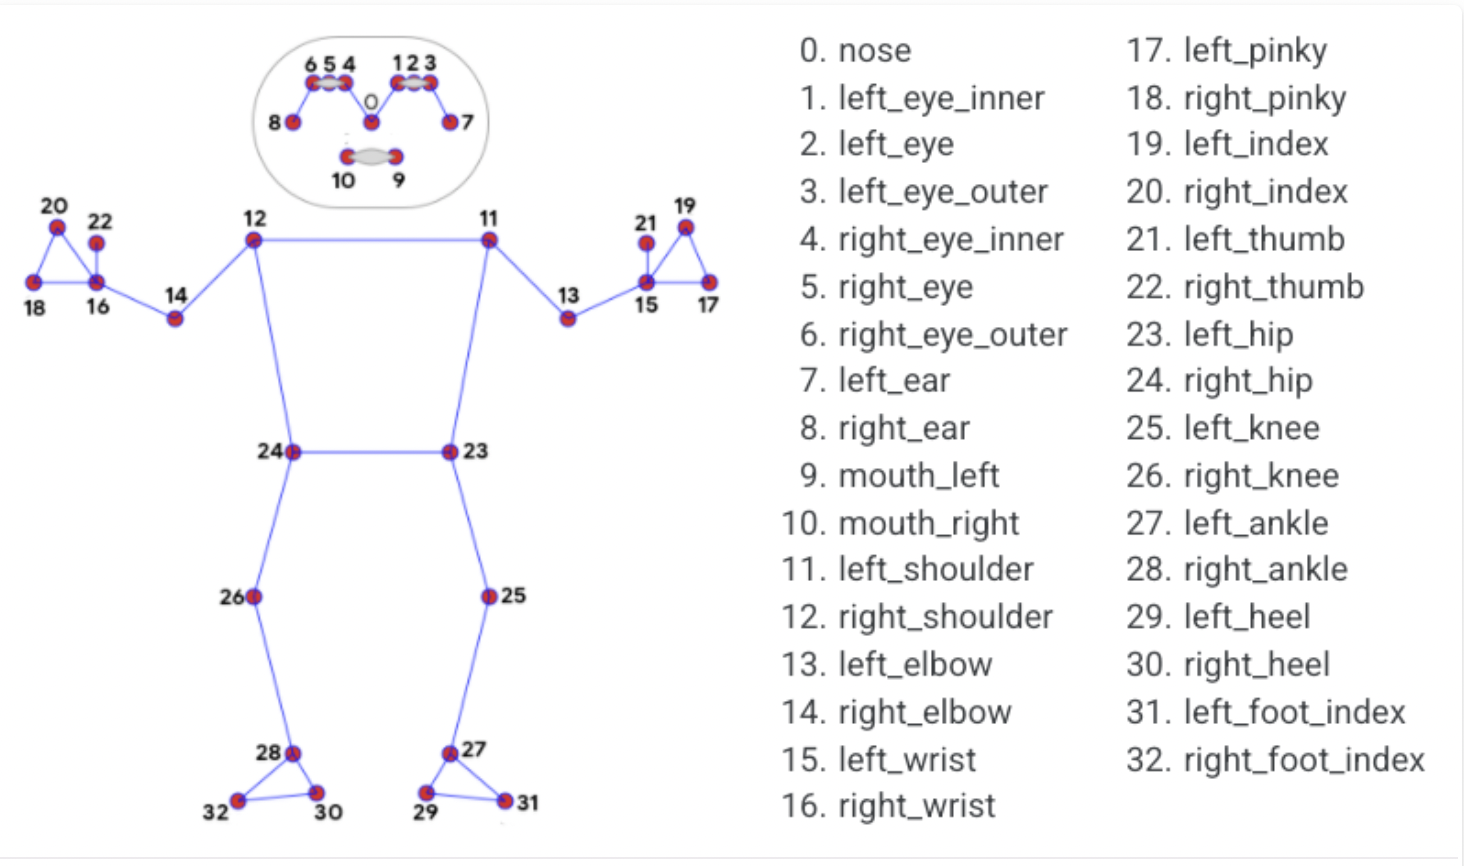 6 5 4 1 2 3
0
8 7
10 9
20 22 12 11 21 19
14 13
18 16 15 17
24 23
26 25
28 27
32 30 29 31
0. nose
1. left_eye_inner
2. left_eye
3. left_eye_outer
4. right_eye_inner
5. right_eye
6. right_eye_outer
7. left_ear
8. right_ear
9. mouth_left
10. mouth_right
11. left_shoulder
12. right_shoulder
13. left_elbow
14. right_elbow
15. left_wrist
16. right_wrist
17. left_pinky
18. right_pinky
19. left_index
20. right_index
21. left_thumb
22. right_thumb
23. left_hip
24. right_hip
25. left_knee
26. right_knee
27. left_ankle
28. right_ankle
29. left_heel
30. right_heel
31. left_foot_index
32. right_foot_index